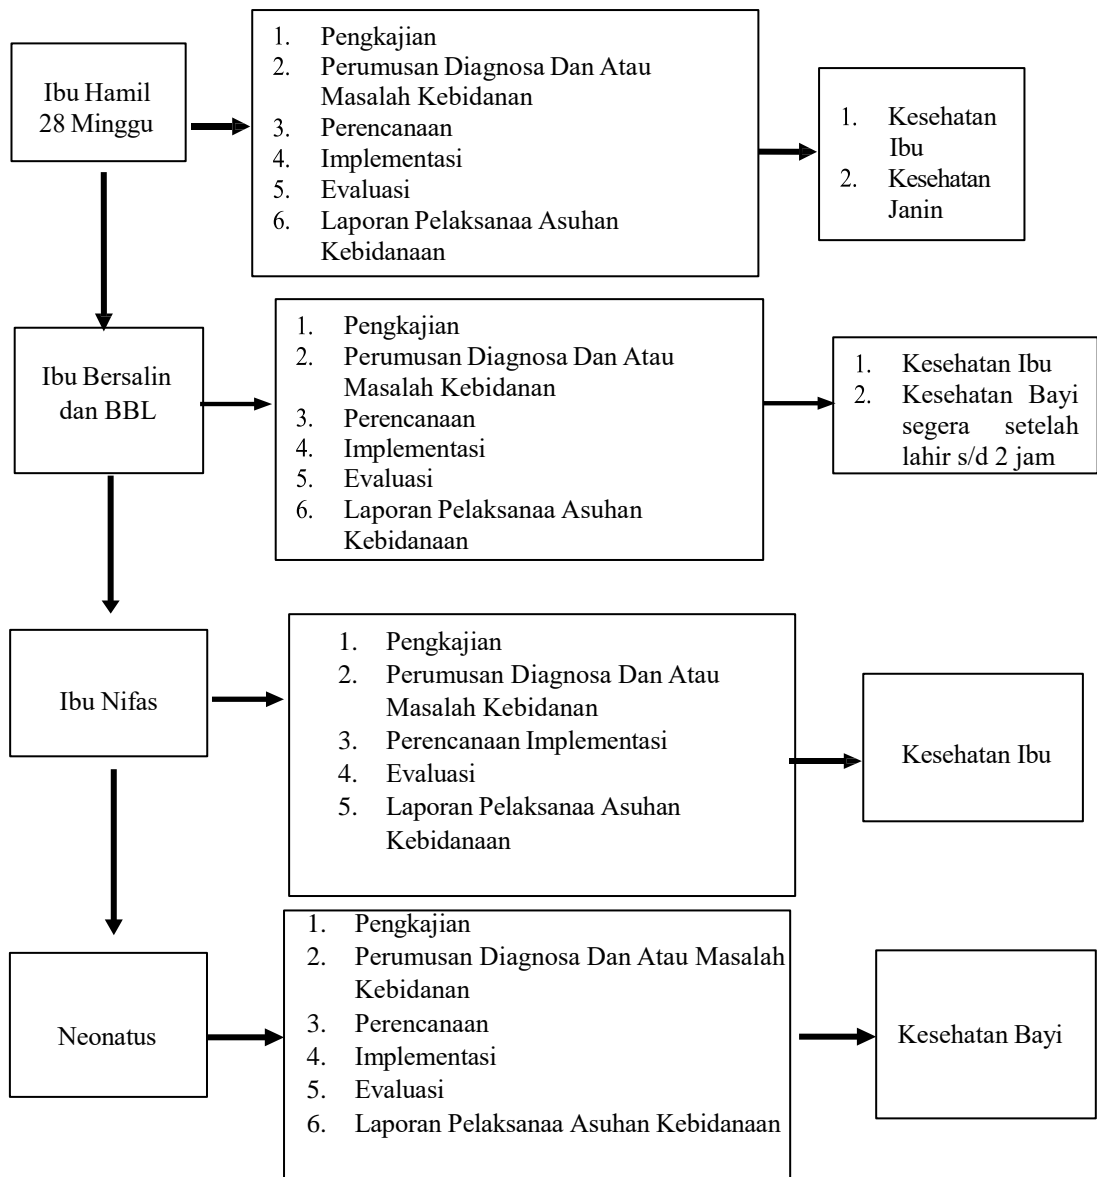 Ibu Hamil
28 Minggu
1. Pengkajian
2. Perumusan Diagnosa Dan Atau
Masalah Kebidanan
3. Perencanaan
4. Implementasi
5. Evaluasi
6. Laporan Pelaksanaa Asuhan
Kebidanaan
1. Kesehatan
Ibu
2. Kesehatan
Janin
Ibu Bersalin
dan BBL
1. Pengkajian
2. Perumusan Diagnosa Dan Atau
Masalah Kebidanan
3. Perencanaan
4. Implementasi
5. Evaluasi
6. Laporan Pelaksanaa Asuhan
Kebidanaan
1. Kesehatan Ibu
2. Kesehatan Bayi
segera setelah
lahir s/d 2 jam
Ibu Nifas
1. Pengkajian
2. Perumusan Diagnosa Dan Atau
Masalah Kebidanan
3. Perencanaan Implementasi
4. Evaluasi
5. Laporan Pelaksanaa Asuhan
Kebidanaan
Kesehatan Ibu
Neonatus
1. Pengkajian
2. Perumusan Diagnosa Dan Atau Masalah
Kebidanan
3. Perencanaan
4. Implementasi
5. Evaluasi
6. Laporan Pelaksanaa Asuhan Kebidanaan
Kesehatan Bayi